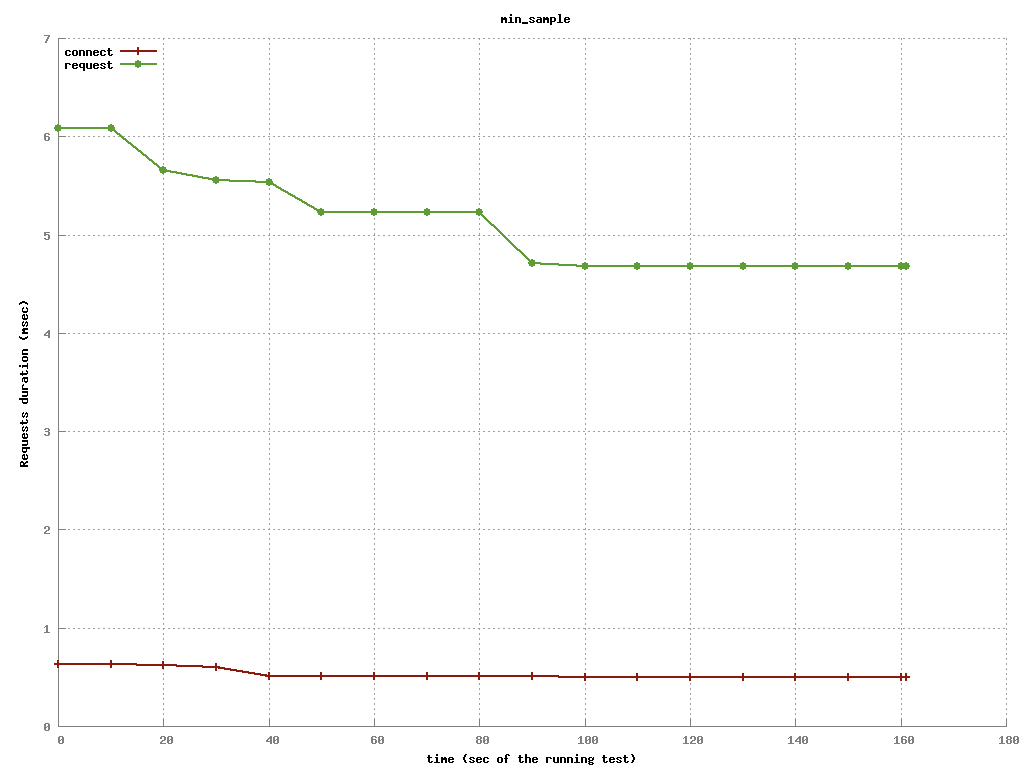 min_sample
7
connect
request
6
5
4
3
2
1
0
Requests duration (msec)
0 20 40 60 80 100 120 140 160 180
time (sec of the running test)